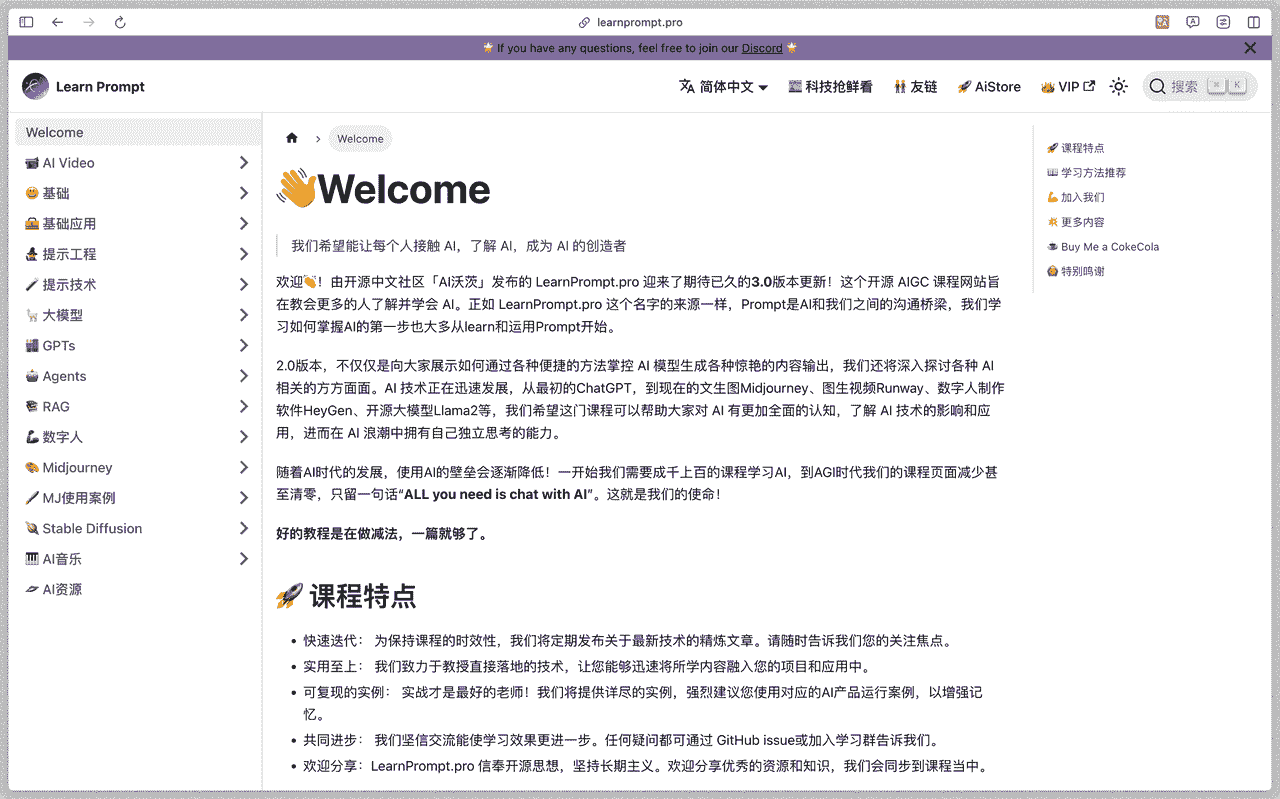 learnprompt.pro
🌟 If you have any questions, feel free to join our Discord 🌟
Learn Prompt
简体中文
科技抢鲜看
友链
AiStore
VIP
搜索
⌘ K
Welcome
AI Video
基础
基础应用
提示工程
提示技术
大模型
GPTs
Agents
RAG
数字人
Midjourney
MJ使用案例
Stable Diffusion
AI音乐
AI资源
Welcome
👋Welcome
我们希望能让每个人接触 AI，了解 AI，成为 AI 的创造者
欢迎👏！由开源中文社区「AI沃茨」发布的 LearnPrompt.pro 迎来了期待已久的3.0版本更新！这个开源 AIGC 课程网站旨
在教会更多的人了解并学会 AI。正如 LearnPrompt.pro 这个名字的来源一样，Prompt是AI和我们之间的沟通桥梁，我们学
习如何掌握AI的第一步也大多从learn和运用Prompt开始。
2.0版本，不仅仅是向大家展示如何通过各种便捷的方法掌控 AI 模型生成各种惊艳的内容输出，我们还将深入探讨各种 AI
相关的方方面面。AI 技术正在迅速发展，从最初的ChatGPT，到现在的文生图Midjourney、图生视频Runway、数字人制作
软件HeyGen、开源大模型Llama2等，我们希望这门课程可以帮助大家对 AI 有更加全面的认知，了解 AI 技术的影响和应
用，进而在 AI 浪潮中拥有自己独立思考的能力。
随着AI时代的发展，使用AI的壁垒会逐渐降低！一开始我们需要成千上百的课程学习AI，到AGI时代我们的课程页面减少甚
至清零，只留一句话“ALL you need is chat with AI”。这就是我们的使命！
好的教程是在做减法，一篇就够了。
🚀 课程特点
• 快速迭代： 为保持课程的时效性，我们将定期发布关于最新技术的精炼文章。请随时告诉我们您的关注焦点。
• 实用至上： 我们致力于教授直接落地的技术，让您能够迅速将所学内容融入您的项目和应用中。
• 可复现的实例： 实战才是最好的老师！我们将提供详尽的实例，强烈建议您使用对应的AI产品运行案例，以增强记
忆。
• 共同进步： 我们坚信交流能使学习效果更进一步。任何疑问都可通过 GitHub issue或加入学习群告诉我们。
• 欢迎分享：LearnPrompt.pro 信奉开源思想，坚持长期主义。欢迎分享优秀的资源和知识，我们会同步到课程当中。
🚀 课程特点
学习方法推荐
加入我们
更多内容
Buy Me a CokeCola
特别鸣谢